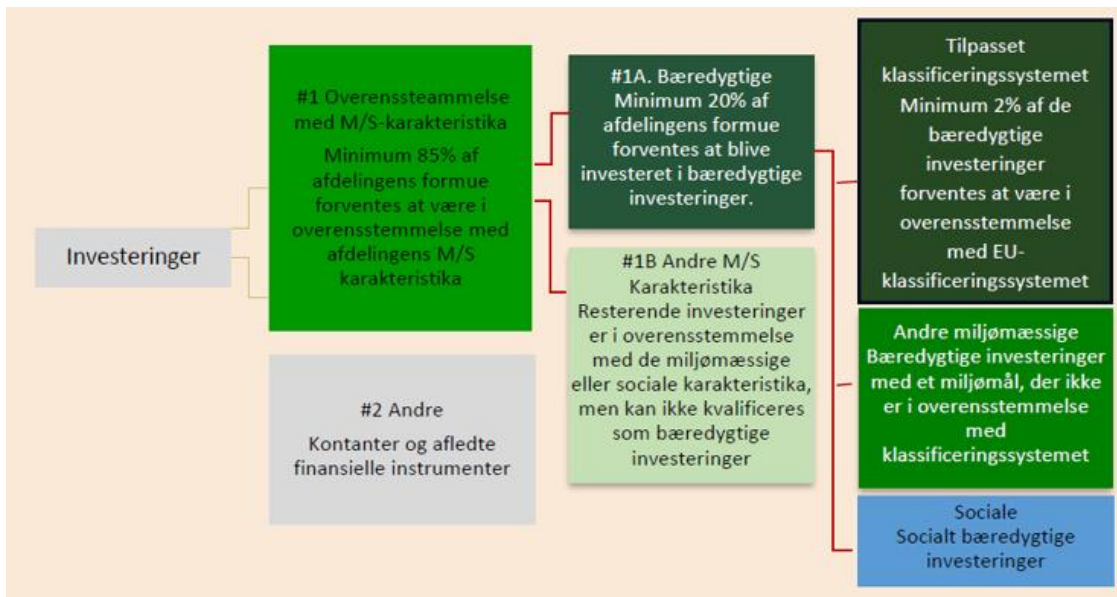 Investeringer
#1 Overenssteammelse
med M/S-karakteristika
Minimum 85% af
afdelingens formue
forventes at være i
overensstemmelse med
afdelingens M/S
karakteristika
#2 Andre
Kontanter og afledte
finansielle instrumenter
#1A. Bæredygtige
Minimum 20% af
afdelingens formue
forventes at blive
investeret i bæredygtige
investeringer.
#1B Andre M/S
Karakteristika
Resterende investeringer
er i overensstemmelse
med de miljømæssige
eller sociale karakteristika,
men kan ikke kvalificeres
som bæredygtige
investeringer
Tilpasset
klassificeringssystemet
Minimum 2% af de
bæredygtige
investeringer
forventes at være i
overensstemmelse
med EU-
klassificeringssystemet
Andre miljømæssige
Bæredygtige investeringer
med et miljømål, der ikke
er i overensstemmelse
med
klassificeringssystemet
Sociale
Socialt bæredygtige
investeringer